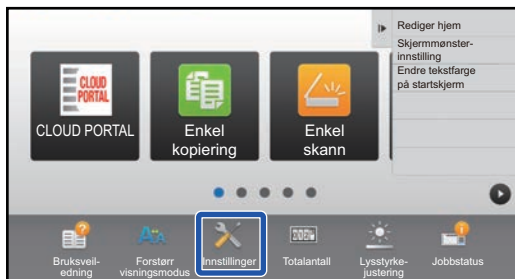 Rediger hjem
Skjermmønster-
innstilling
Endre tekstfarge
på startskjerm
CLOUD
PORTAL
CLOUD PORTAL
Enkel
kopiering
Enkel
skann
Bruksveil-
edning
Forstørr
visningsmodus
Innstillinger
Totalantall
Lysstyrke-
justering
Jobbstatus